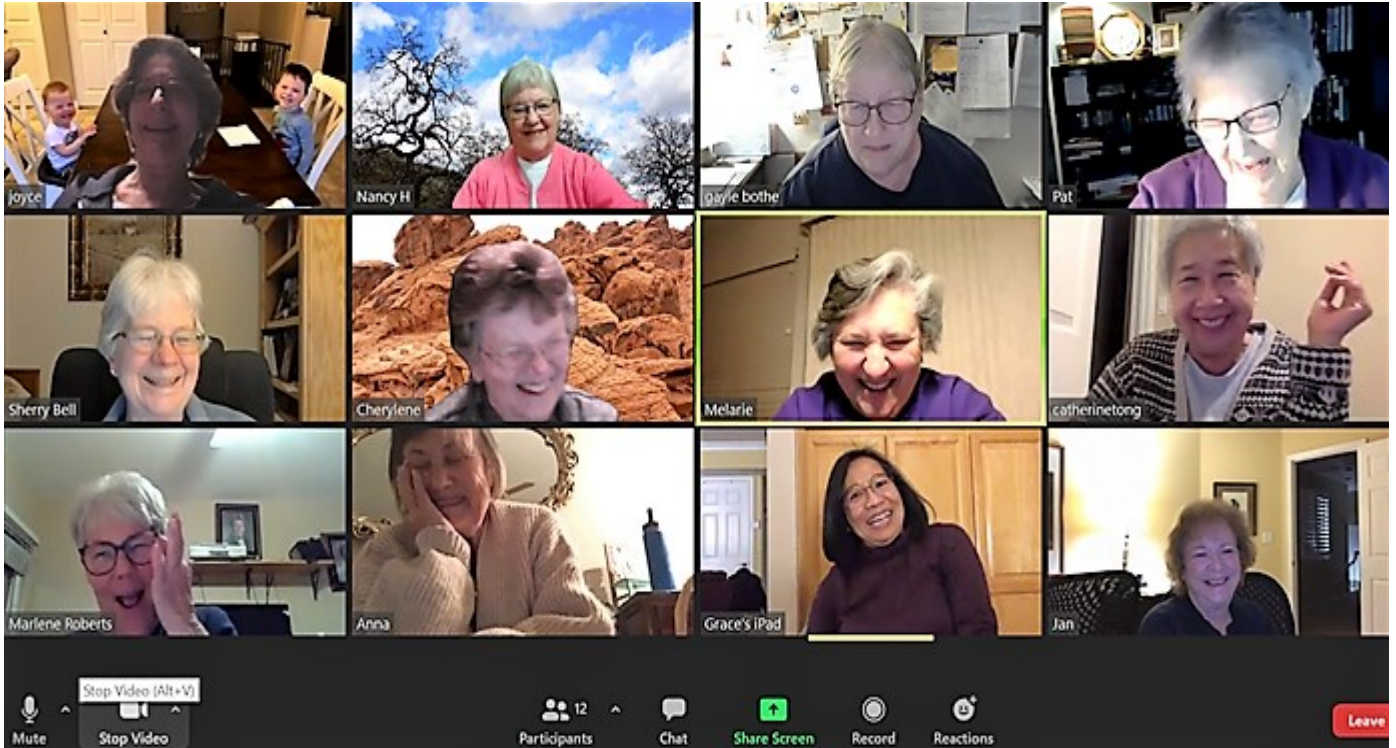 joyce
Nancy H
gayle bothe
Pat
Sherry Bell
Cherylene
Melarie
catherinetong
Marlene Roberts
Anna
Grace's iPad
Jan
Stop Video (Alt+V)
12
Mute
Stop Video
Participants
Chat
Share Screen
Record
Reactions
Leave